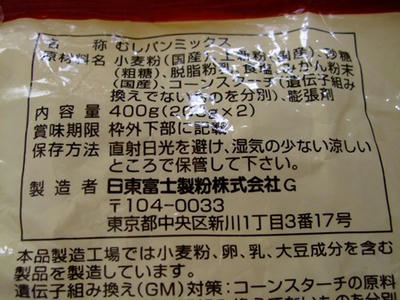 名 称 むしパンミックス
原材料名 小麦粉(国産)、上新粉(国産)、砂糖
(粗糖)、脱脂粉乳、食塩、みかん粉末
(国産)、コーンスターチ(遺伝子組み
換えでないものを分別)、膨張剤
内 容 量 400g(200g×2)
賞味期限 枠外下部に記載
保存方法 直射日光を避け、湿気の少ない涼しい
ところで保管して下さい。
製 造 者 日東富士製粉株式会社G
〒104-0033
東京都中央区新川1丁目3番17号
本品製造工場では小麦粉、卵、乳、大豆成分を含む
製品を製造しています。
遺伝子組み換え(GM)対策:コーンスターチの原料